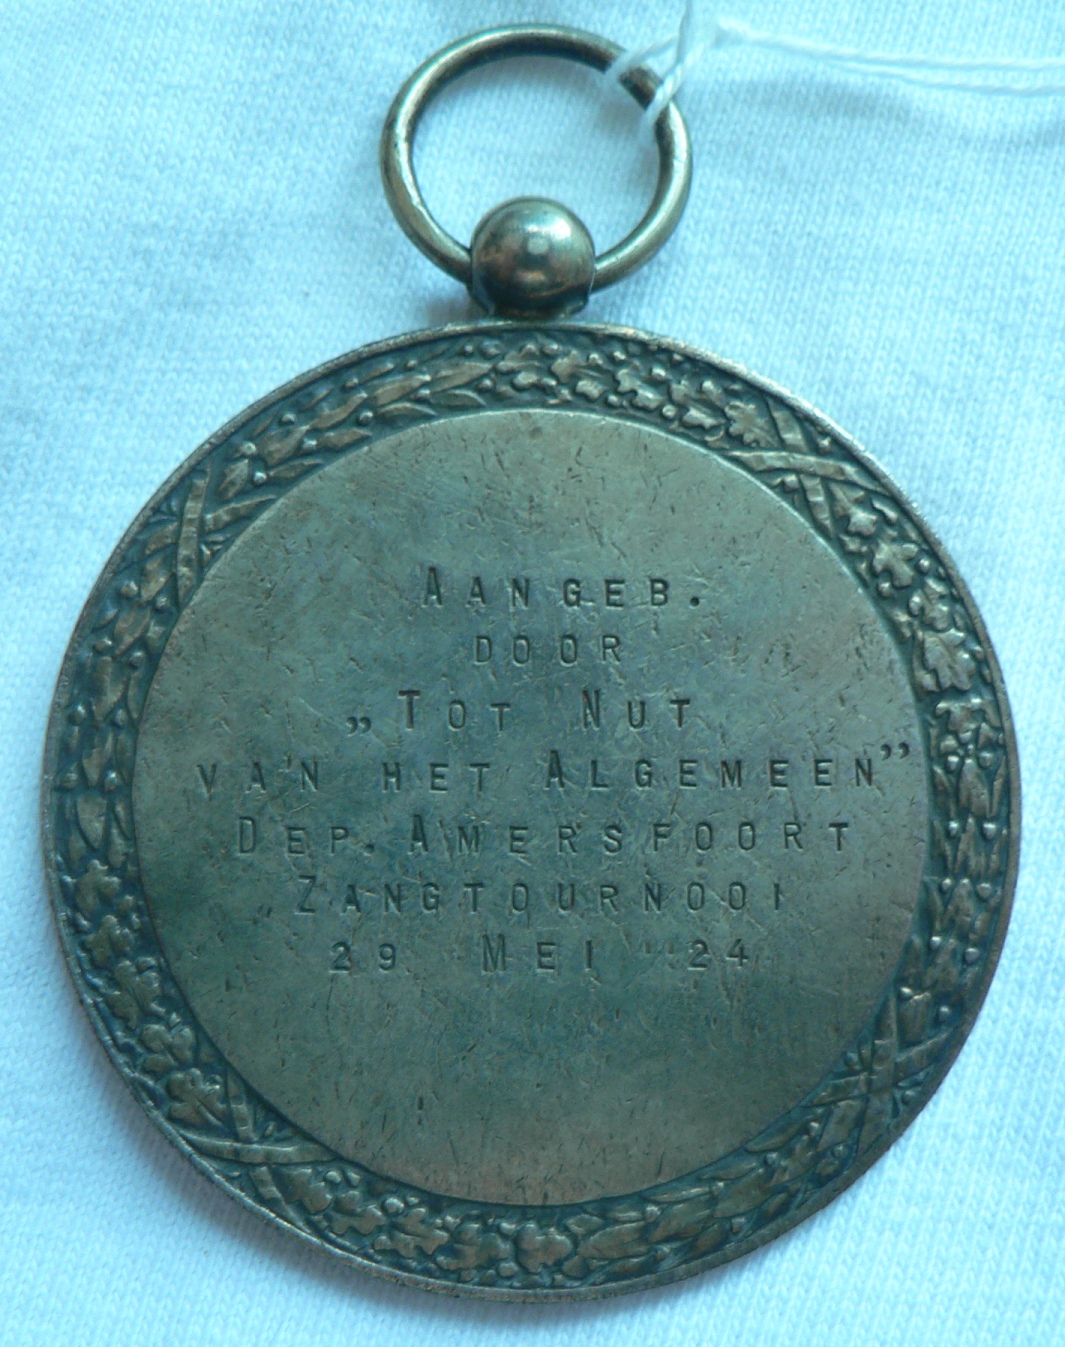 AANGEB.
DOOR
„TOT NUT
VAN HET ALGEMEEN”
DEP. AMERSFOORT
ZANGTOURNOOI
29 MEI '24